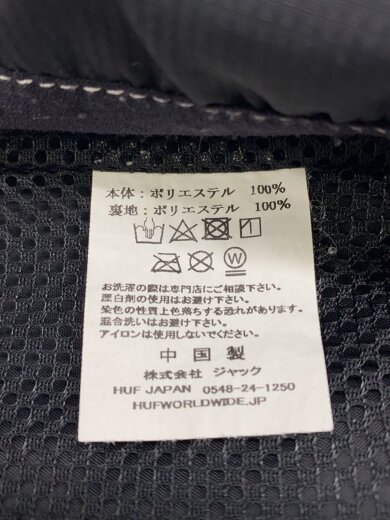 本体：ポリエステル 100%
裏地：ポリエステル 100%
お洗濯の際は専門店にご相談下さい。
漂白剤の使用はお避け下さい。
染色の性質上色落ちする恐れがあります。
混合洗いはお避け下さい。
アイロンは使用しないでください。
中国製
株式会社 ジャック
HUF JAPAN 0548-24-1250
HUFWORLDWIDE.JP